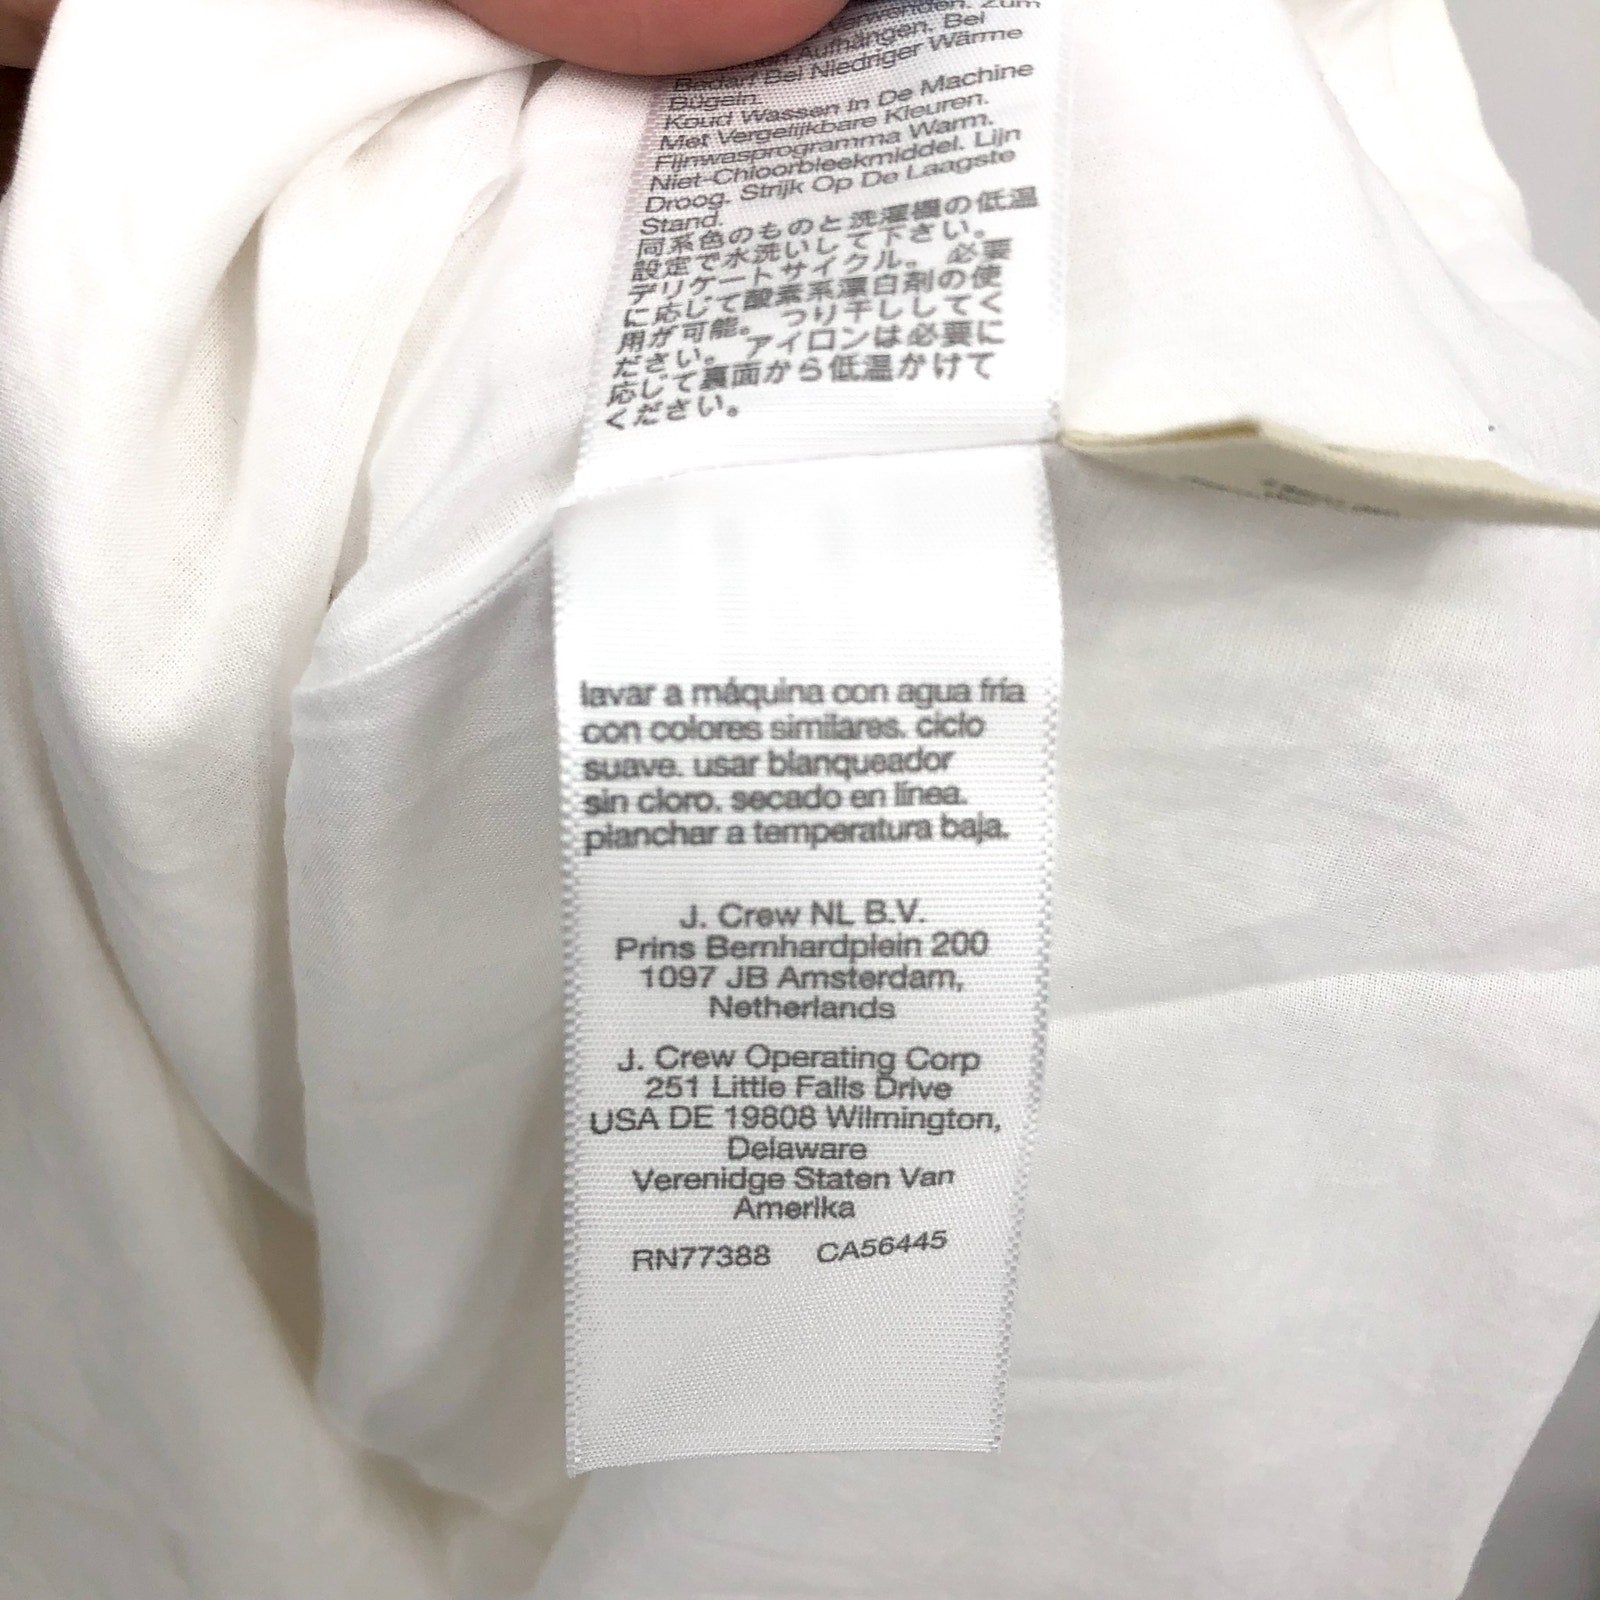 Aufhängen. Bei
Bedarf Bei Niedriger Wärme
Bügeln.
Koud Wassen In De Machine
Met Vergelijkbare Kleuren.
Fijnwasprogramma Warm.
Niet-Chloorbleekmiddel. Lijn
Droog. Strijk Op De Laagste
Stand.
同系色のものと洗濯機の低温
設定で水洗いして下さい。
デリケートサイクル。 必要
に応じて酸素系漂白剤の使
用が可能。 つり干ししてく
ださい。 アイロンは必要に
応じて裏面から低温かけて
ください。
lavar a máquina con agua fría
con colores similares. ciclo
suave. usar blanqueador
sin cloro. secado en línea.
planchar a temperatura baja.
J. Crew NL B.V.
Prins Bernhardplein 200
1097 JB Amsterdam,
Netherlands
J. Crew Operating Corp
251 Little Falls Drive
USA DE 19808 Wilmington,
Delaware
Verenidge Staten Van
Amerika
RN77388 CA56445